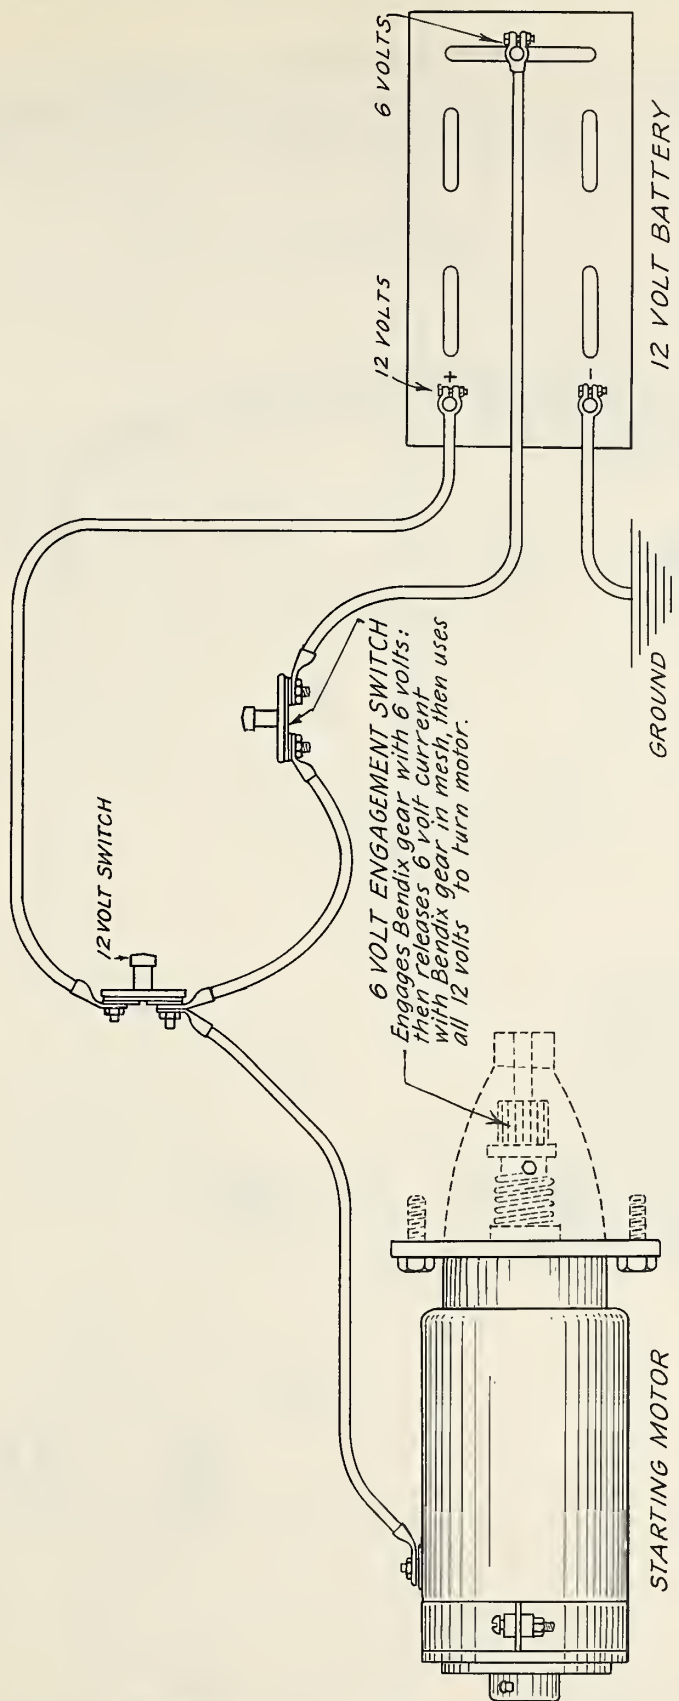 12 VOLT SWITCH
12 VOLTS
6 VOLTS
+
-
6 VOLT ENGAGEMENT SWITCH
Engages Bendix gear with 6 volts:
then releases 6 volt current
with Bendix gear in mesh, then uses
all 12 volts to turn motor.
STARTING MOTOR
GROUND
12 VOLT BATTERY